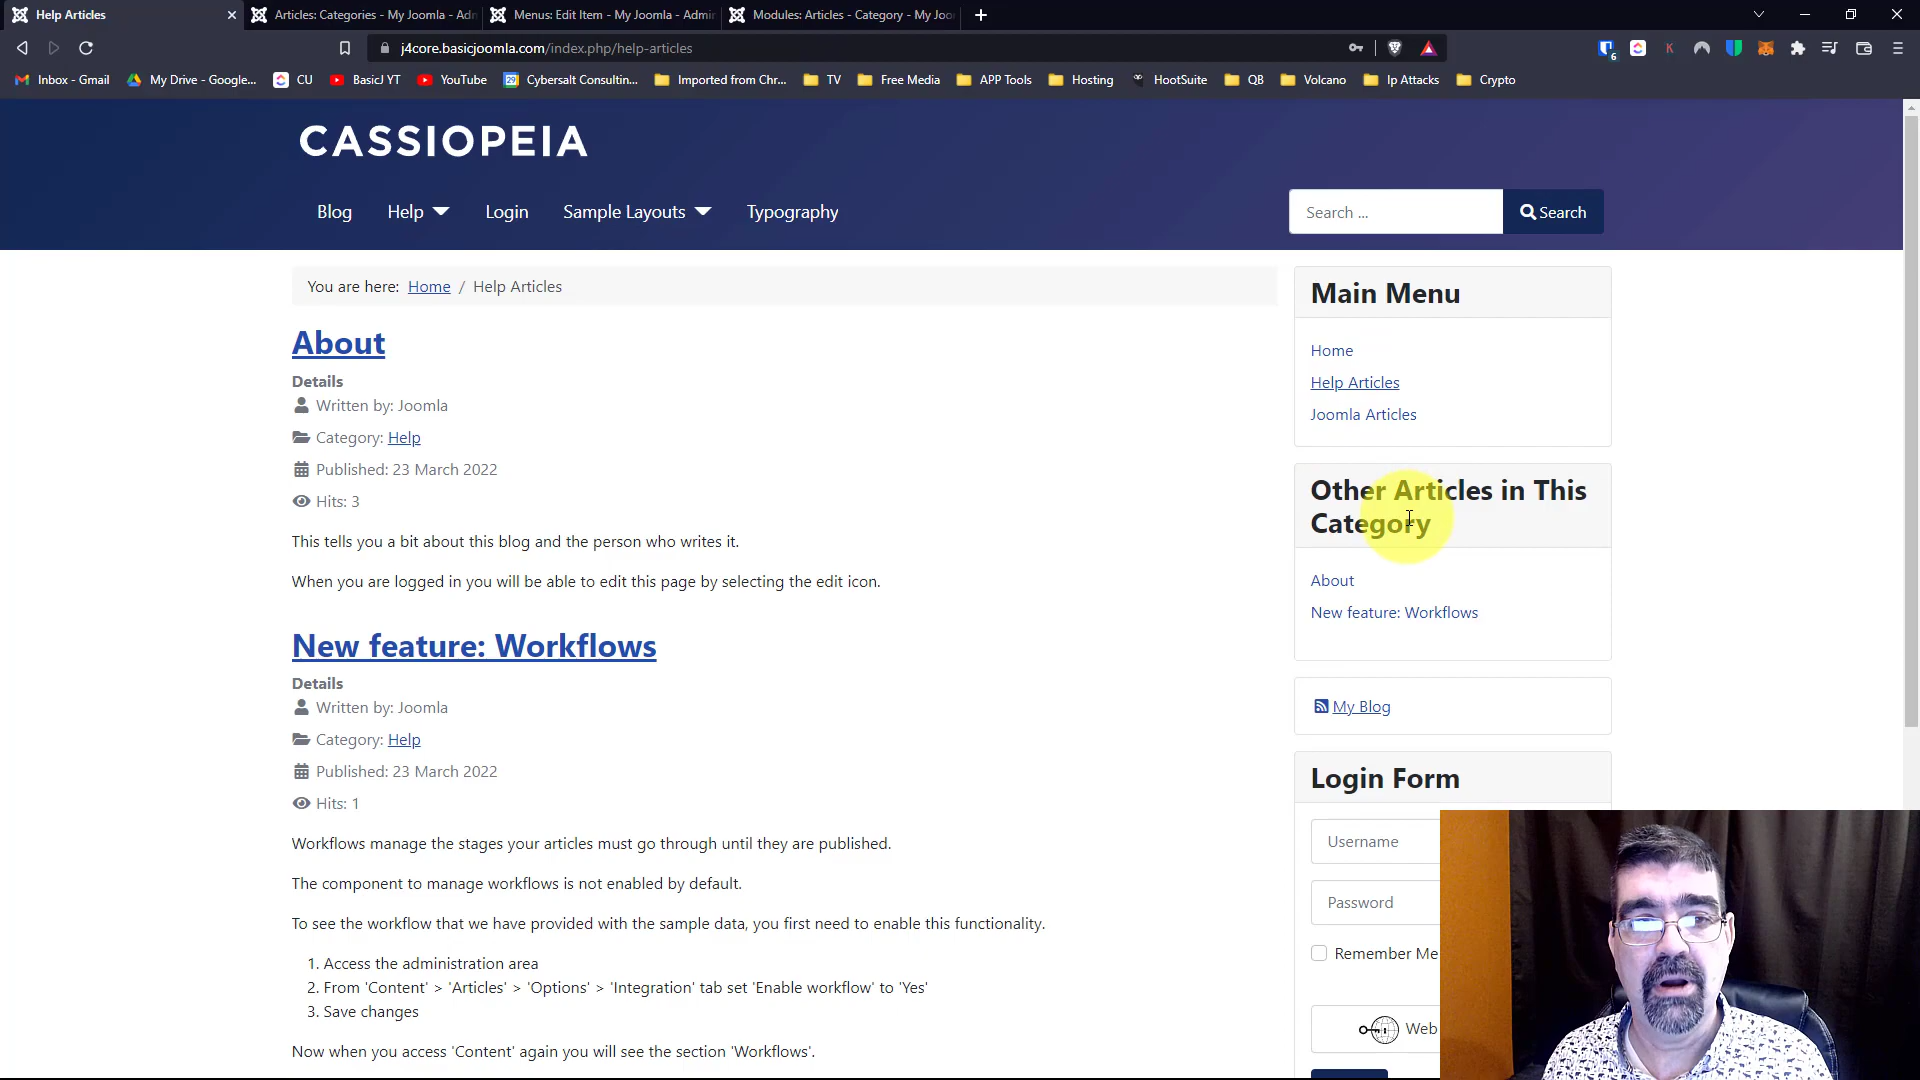 Help Articles
Articles: Categories - My Joomla - Adm
Menus: Edit Item - My Joomla - Admi
Modules: Articles - Category - My Joo
j4core.basicjoomla.com/index.php/help-articles
6
Inbox - Gmail
My Drive - Google...
CU
BasicJ YT
YouTube
Cybersalt Consultin...
Imported from Chr...
TV
Free Media
APP Tools
Hosting
HootSuite
QB
Volcano
Ip Attacks
Crypto
CASSIOPEIA
Blog
Help
Login
Sample Layouts
Typography
Search ...
Search
You are here: Home / Help Articles
About
Details
Written by: Joomla
Category: Help
Published: 23 March 2022
Hits: 3
This tells you a bit about this blog and the person who writes it.
When you are logged in you will be able to edit this page by selecting the edit icon.
New feature: Workflows
Details
Written by: Joomla
Category: Help
Published: 23 March 2022
Hits: 1
Workflows manage the stages your articles must go through until they are published.
The component to manage workflows is not enabled by default.
To see the workflow that we have provided with the sample data, you first need to enable this functionality.
1. Access the administration area
2. From 'Content' > 'Articles' > 'Options' > 'Integration' tab set 'Enable workflow' to 'Yes'
3. Save changes
Now when you access 'Content' again you will see the section 'Workflows'.
Main Menu
Home
Help Articles
Joomla Articles
Other Articles in This
Category
About
New feature: Workflows
My Blog
Login Form
Username
Password
Remember Me
Web